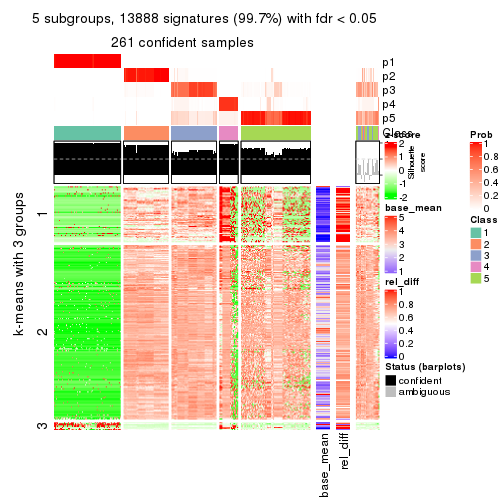 5 subgroups, 13888 signatures (99.7%) with fdr < 0.05
261 confident samples
p1
p2
p3
p4
p5
Class
Silhouette
score
k-means with 3 groups
1
2
3
base_mean
rel_diff
z-score
2
1
0
-1
-2
base_mean
5
4
3
2
1
rel_diff
1
0.8
0.6
0.4
0.2
0
Status (barplots)
confident
ambiguous
Prob
1
0.8
0.6
0.4
0.2
0
Class
1
2
3
4
5